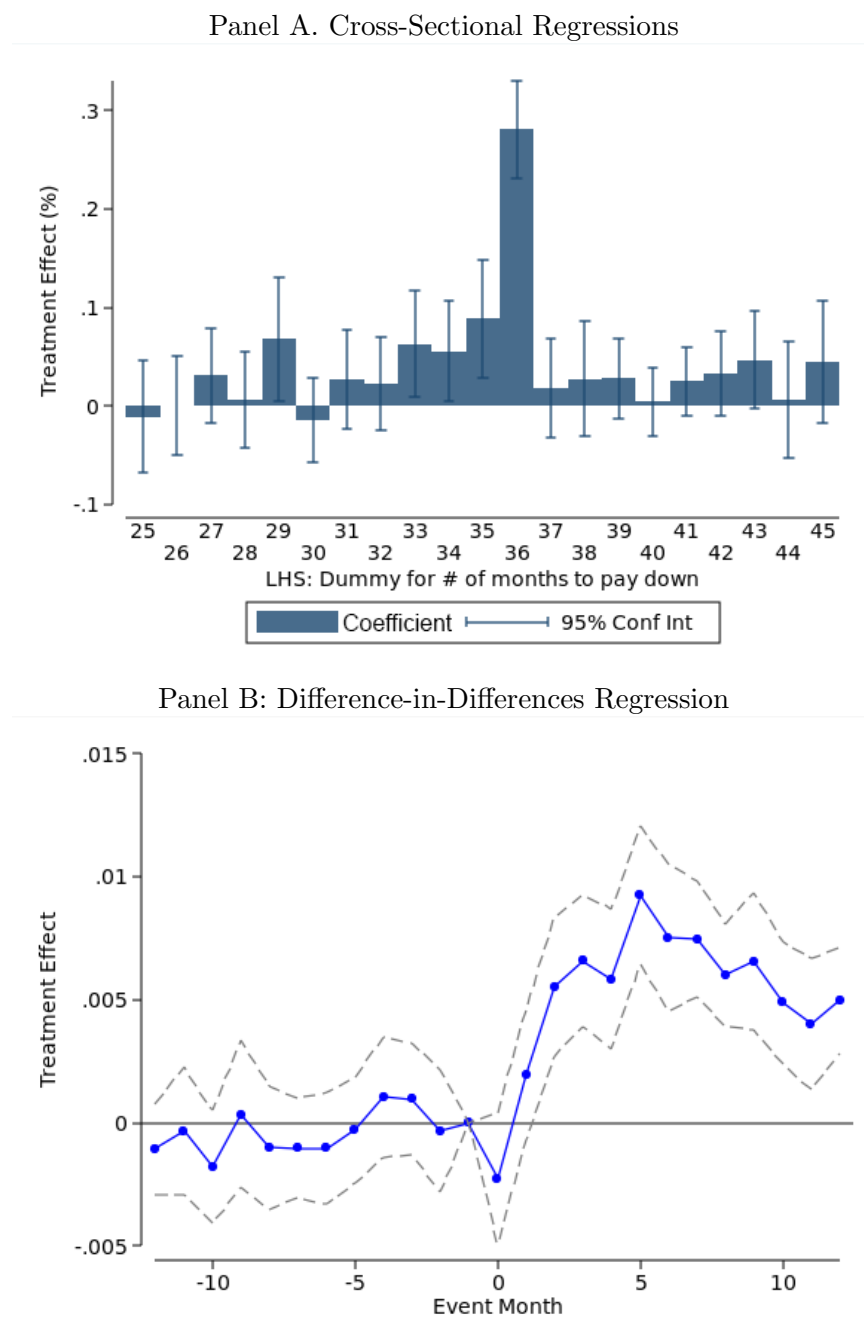 Panel A. Cross-Sectional Regressions
.3
.2
.1
0
-.1
Treatment Effect (%)
25 27 29 31 33 35 37 39 41 43 45
26 28 30 32 34 36 38 40 42 44
LHS: Dummy for # of months to pay down
Coefficient 95% Conf Int
Panel B: Difference-in-Differences Regression
.015
.01
.005
0
-.005
Treatment Effect
-10 -5 0 5 10
Event Month